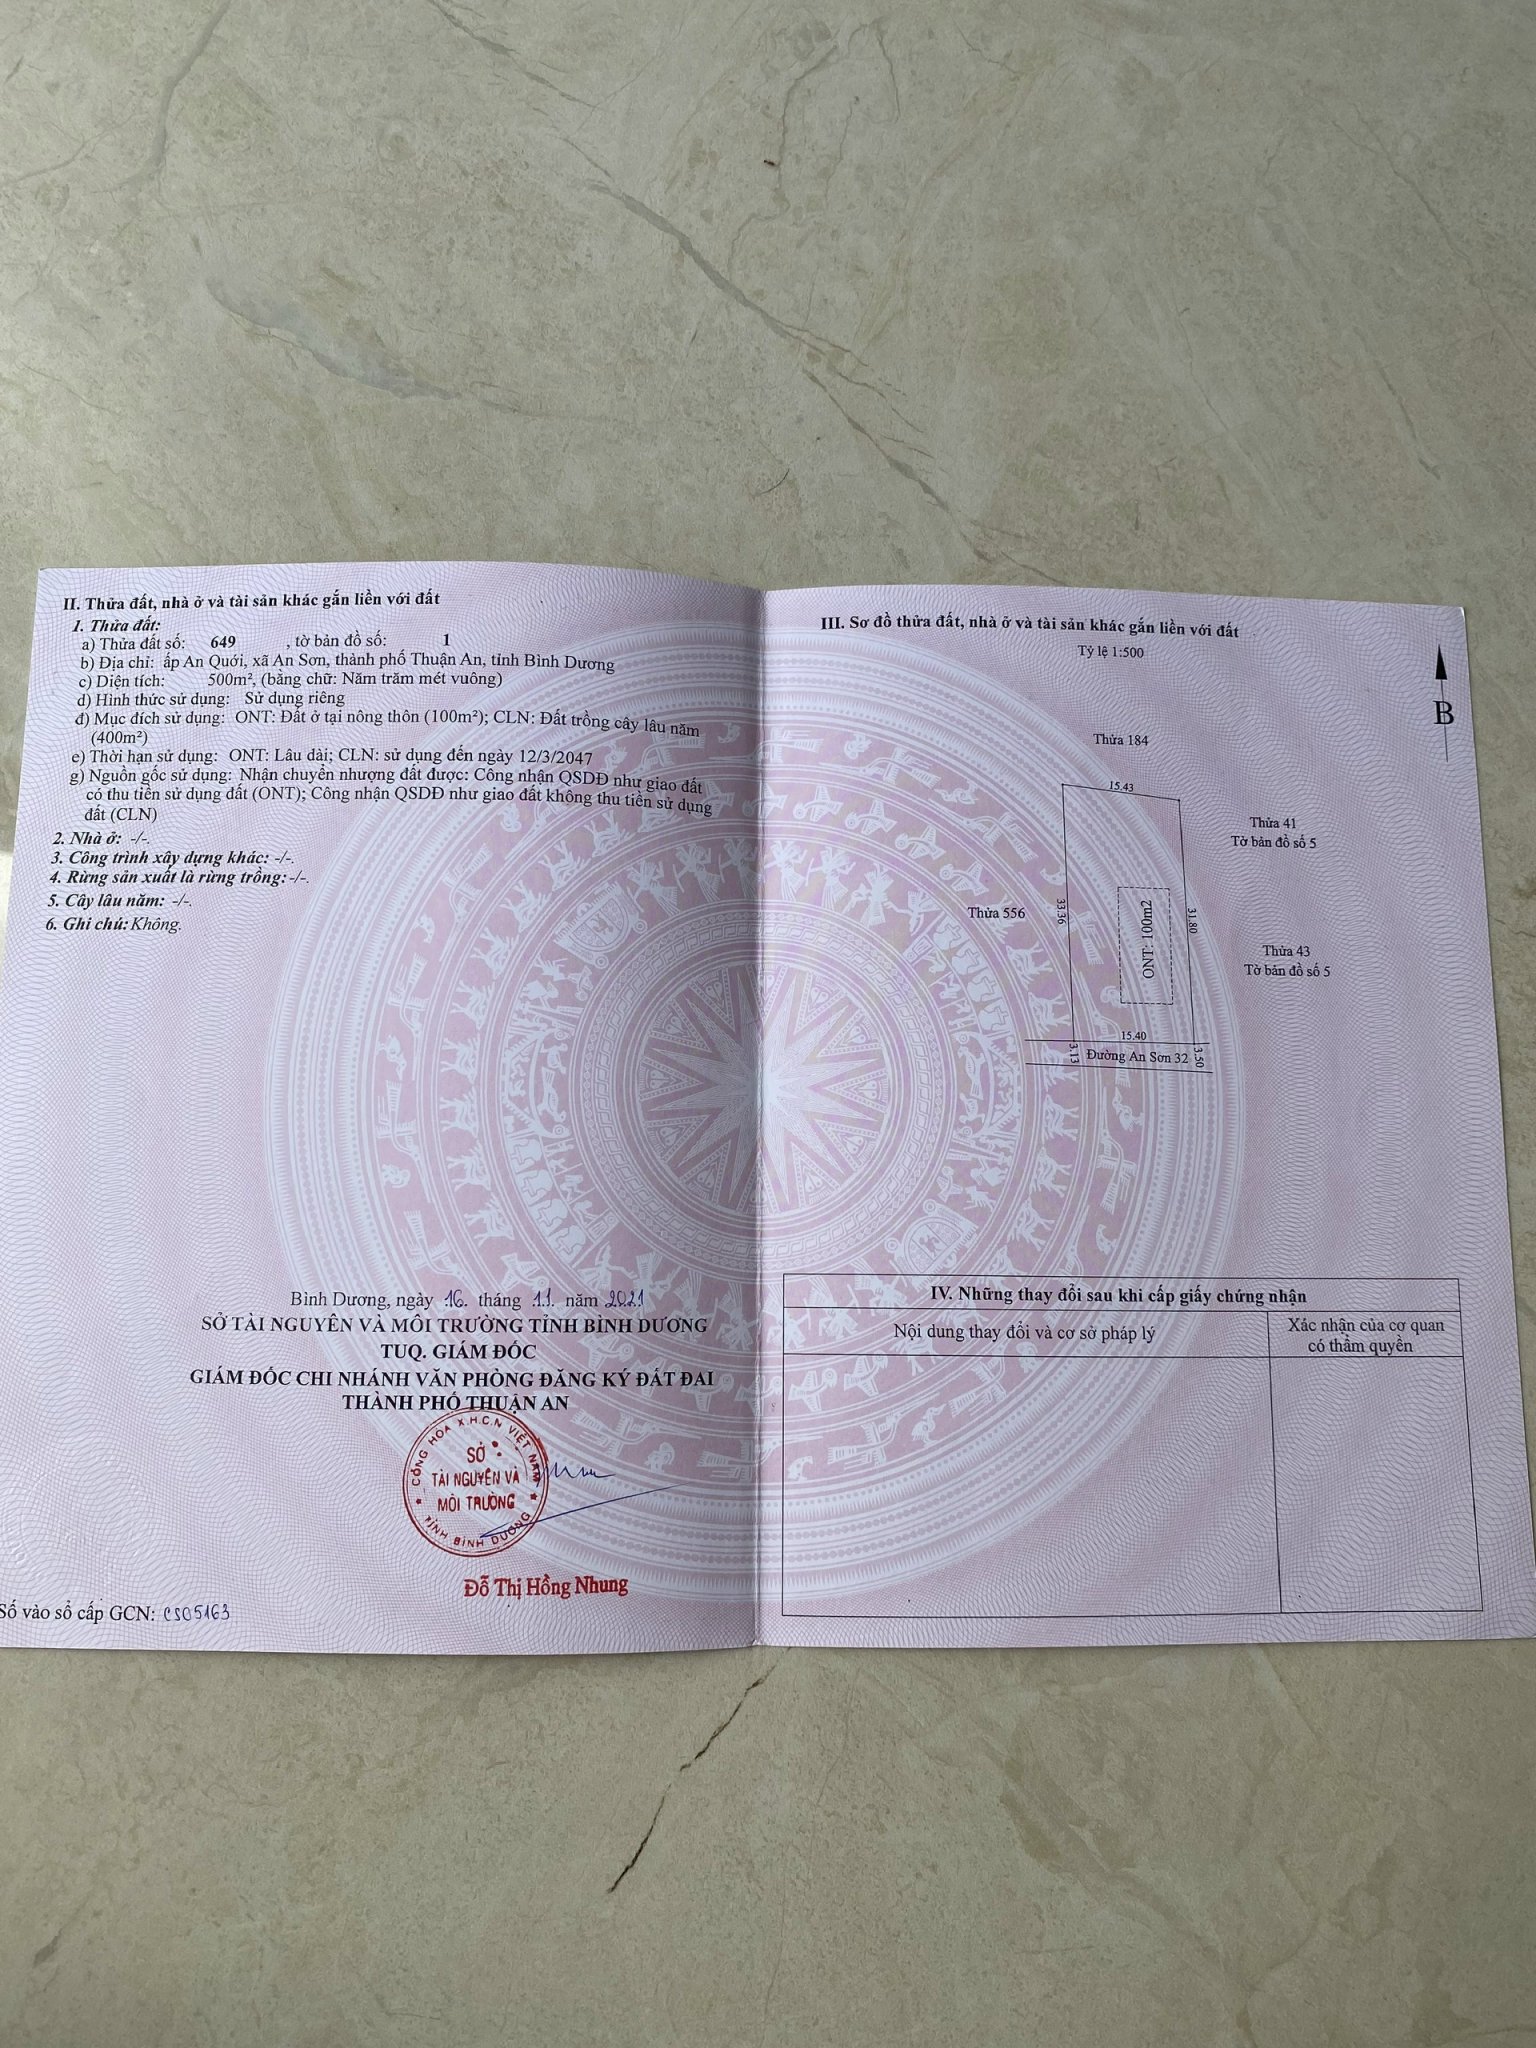 II. Thửa đất, nhà ở và tài sản khác gắn liền với đất
1. Thửa đất:
a) Thửa đất số: 649 , tờ bản đồ số: 1
b) Địa chỉ: ấp An Quới, xã An Sơn, thành phố Thuận An, tỉnh Bình Dương
c) Diện tích: 500m², (bằng chữ: Năm trăm mét vuông)
d) Hình thức sử dụng: Sử dụng riêng
đ) Mục đích sử dụng: ONT: Đất ở tại nông thôn (100m²); CLN: Đất trồng cây lâu năm
(400m²)
e) Thời hạn sử dụng: ONT: Lâu dài; CLN: sử dụng đến ngày 12/3/2047
g) Nguồn gốc sử dụng: Nhận chuyển nhượng đất được: Công nhận QSDĐ như giao đất
có thu tiền sử dụng đất (ONT); Công nhận QSDĐ như giao đất không thu tiền sử dụng
đất (CLN)
2. Nhà ở: -/-.
3. Công trình xây dựng khác: -/-.
4. Rừng sản xuất là rừng trồng: -/-.
5. Cây lâu năm: -/-.
6. Ghi chú: Không.
Bình Dương, ngày 16. tháng 11. năm 2021
SỞ TÀI NGUYÊN VÀ MÔI TRƯỜNG TỈNH BÌNH DƯƠNG
TUQ. GIÁM ĐỐC
GIÁM ĐỐC CHI NHÁNH VĂN PHÒNG ĐĂNG KÝ ĐẤT ĐAI
THÀNH PHỐ THUẬN AN
CỘNG HÒA X.H.C.N VIỆT NAM
SỞ
TÀI NGUYÊN VÀ
MÔI TRƯỜNG
TỈNH BÌNH DƯƠNG
Đỗ Thị Hồng Nhung
Số vào sổ cấp GCN: CS05163
III. Sơ đồ thửa đất, nhà ở và tài sản khác gắn liền với đất
Tỷ lệ 1:500
B
Thửa 184
15.43
Thửa 41
Tờ bản đồ số 5
Thửa 556
33.36
ONT: 100m2
31.80
Thửa 43
Tờ bản đồ số 5
15.40
3.13
Đường An Sơn 32
3.50
IV. Những thay đổi sau khi cấp giấy chứng nhận
Nội dung thay đổi và cơ sở pháp lý
Xác nhận của cơ quan
có thẩm quyền